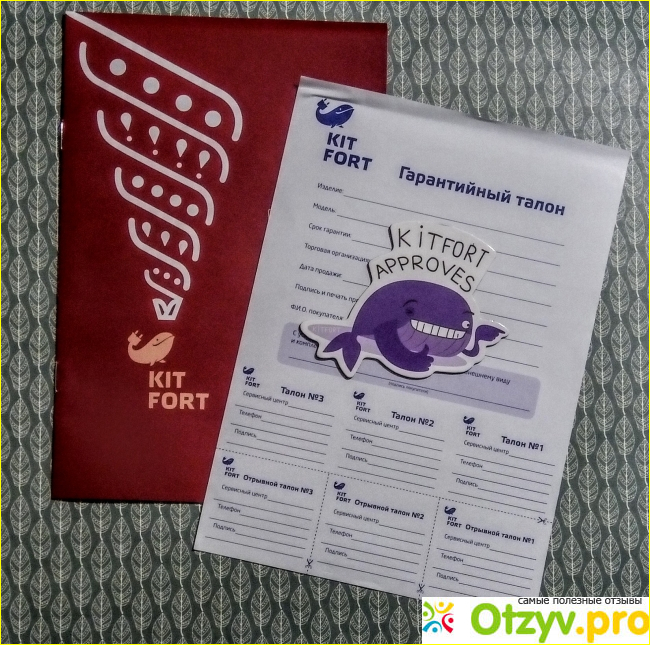 KIT
FORT
KIT
FORT
Гарантийный талон
Изделие:
Модель:
Срок гарантии:
Торговая организация:
Дата продажи:
Подпись и печать
Ф.И.О. покупателя:
KITFORT
APPROVES
внешнему виду
KIT
FORT
Талон №3
Сервисный центр
Телефон
Подпись
KIT
FORT
Талон №2
Сервисный центр
Телефон
Подпись
KIT
FORT
Талон №1
Сервисный центр
Телефон
Подпись
KIT
FORT
Отрывной талон №3
Сервисный центр
Телефон
Подпись
KIT
FORT
Отрывной талон №2
Сервисный центр
Телефон
Подпись
KIT
FORT
Отрывной талон №1
Сервисный центр
Телефон
Подпись
самые полезные отзывы
Otzyv.pro